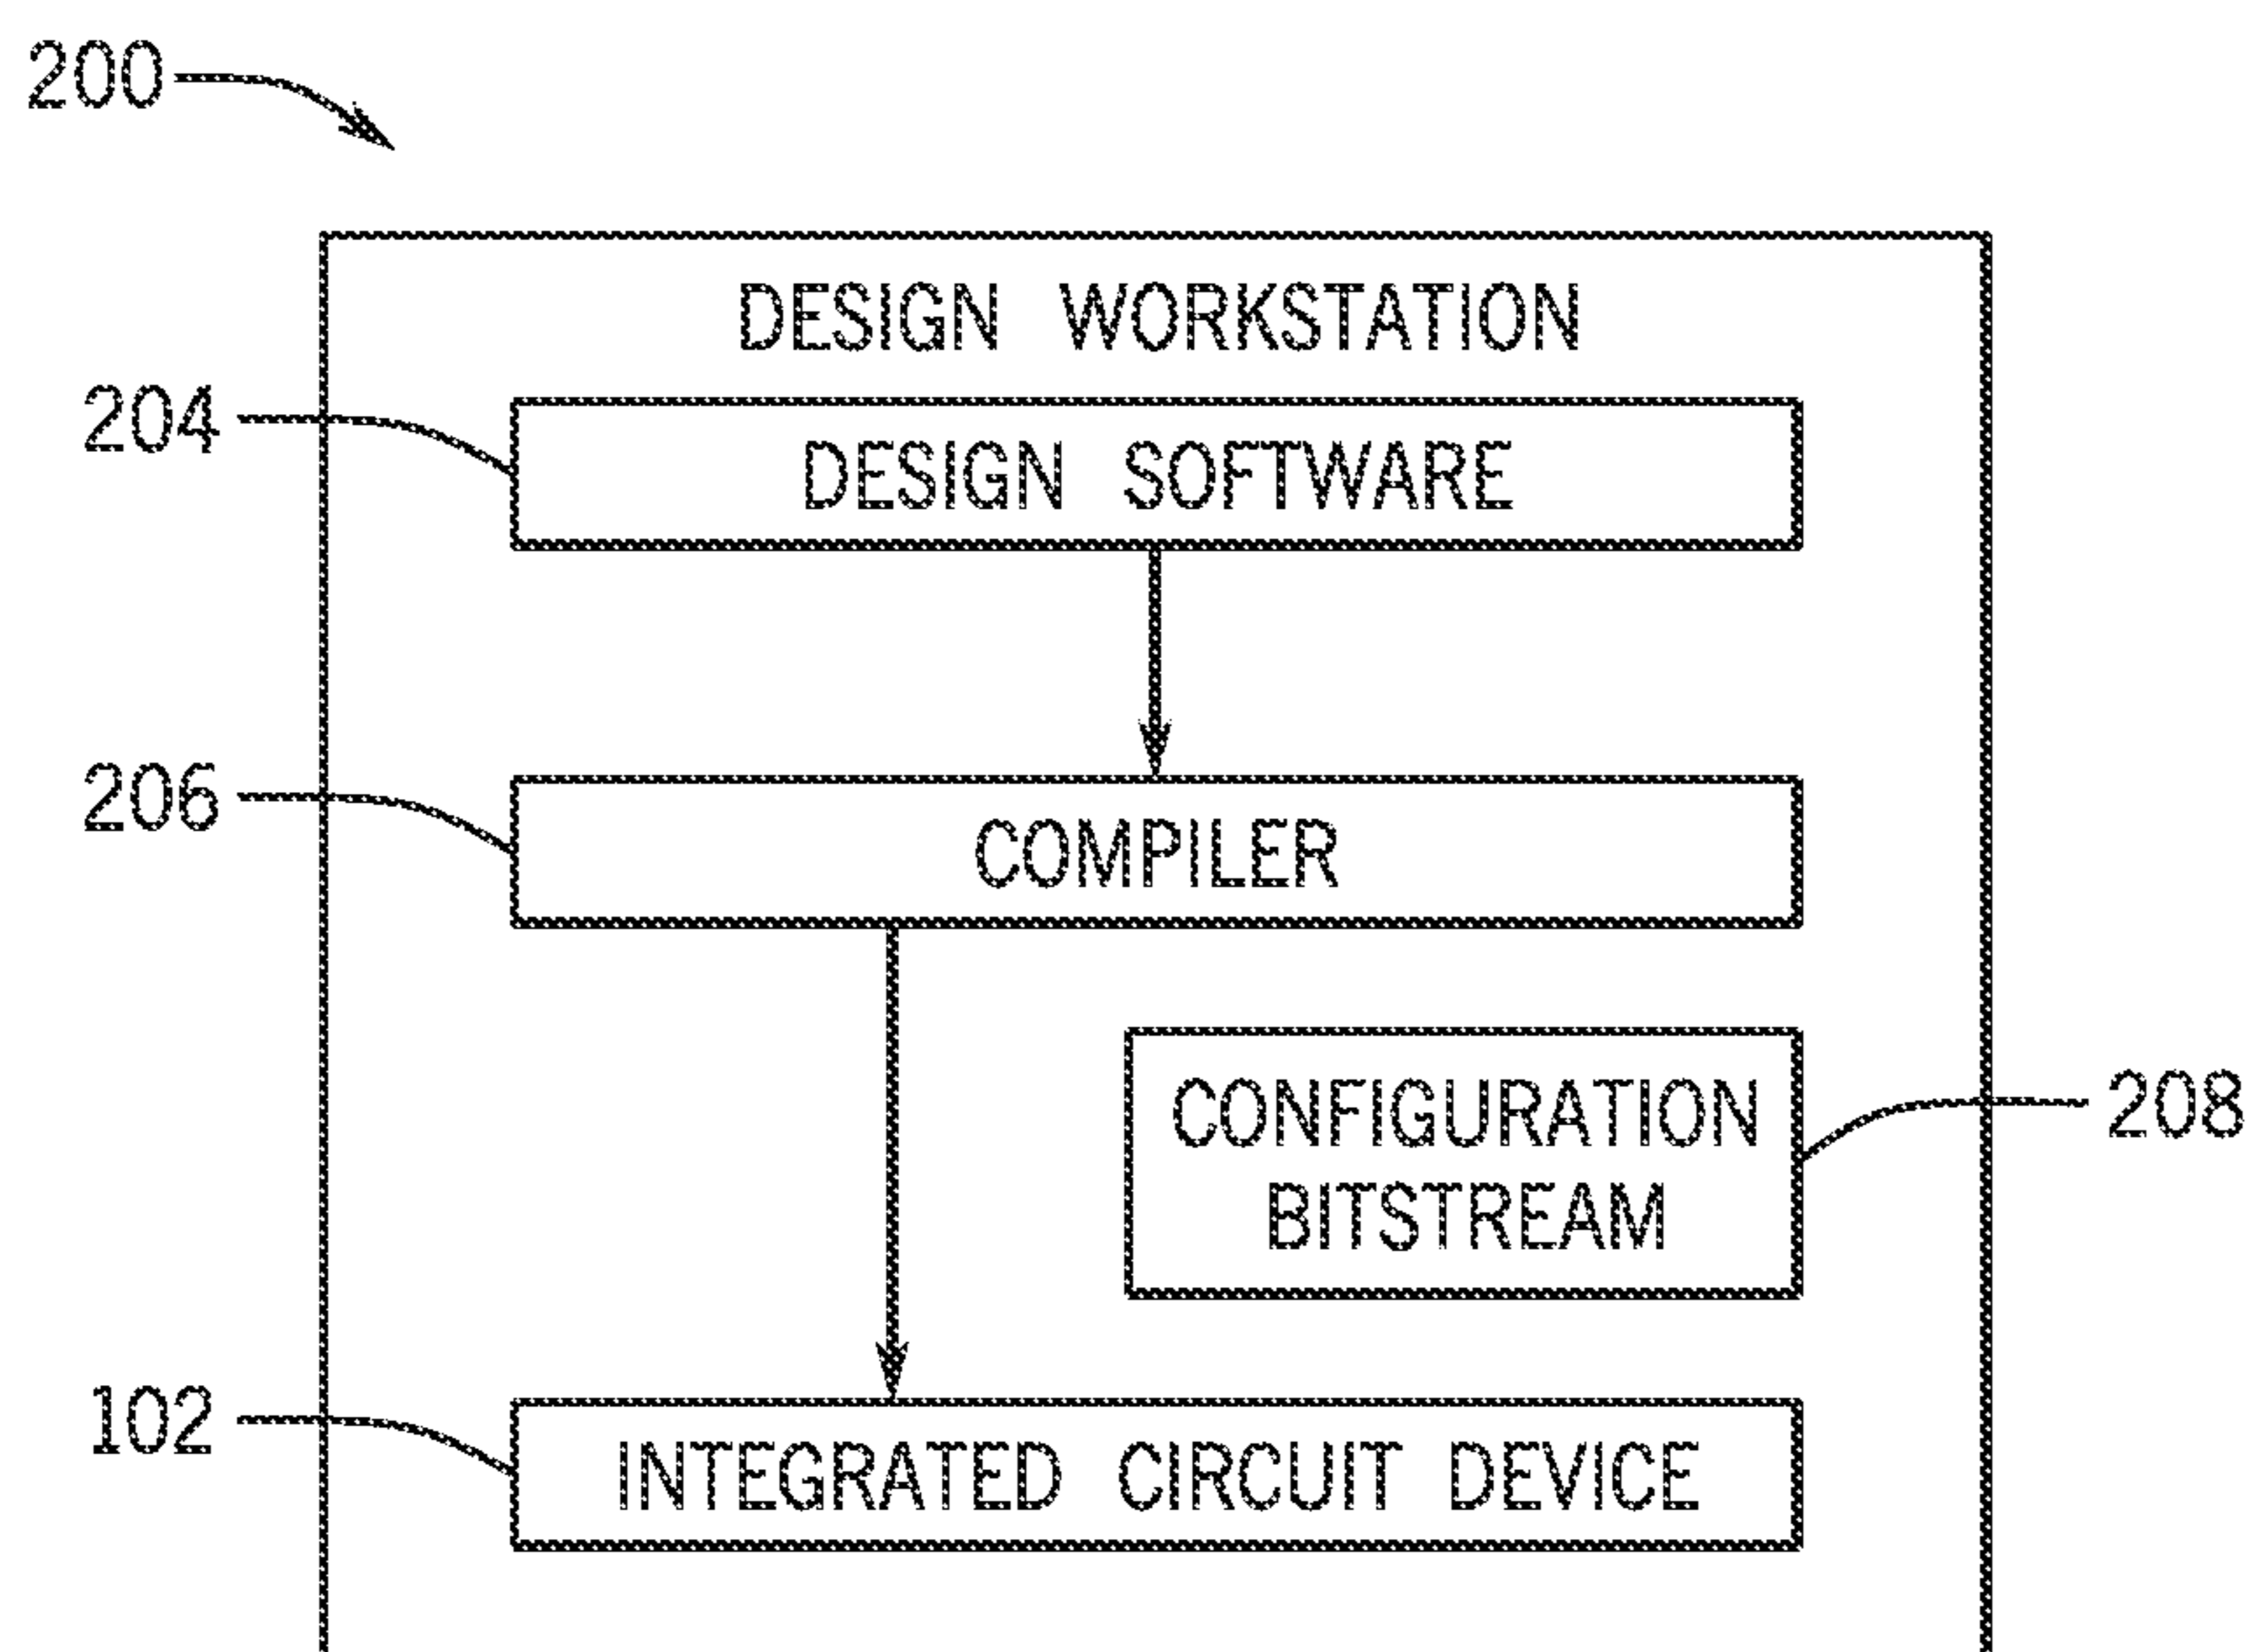 200
DESIGN WORKSTATION
204
DESIGN SOFTWARE
206
COMPILER
CONFIGURATION
208
BITSTREAM
102
INTEGRATED CIRCUIT DEVICE